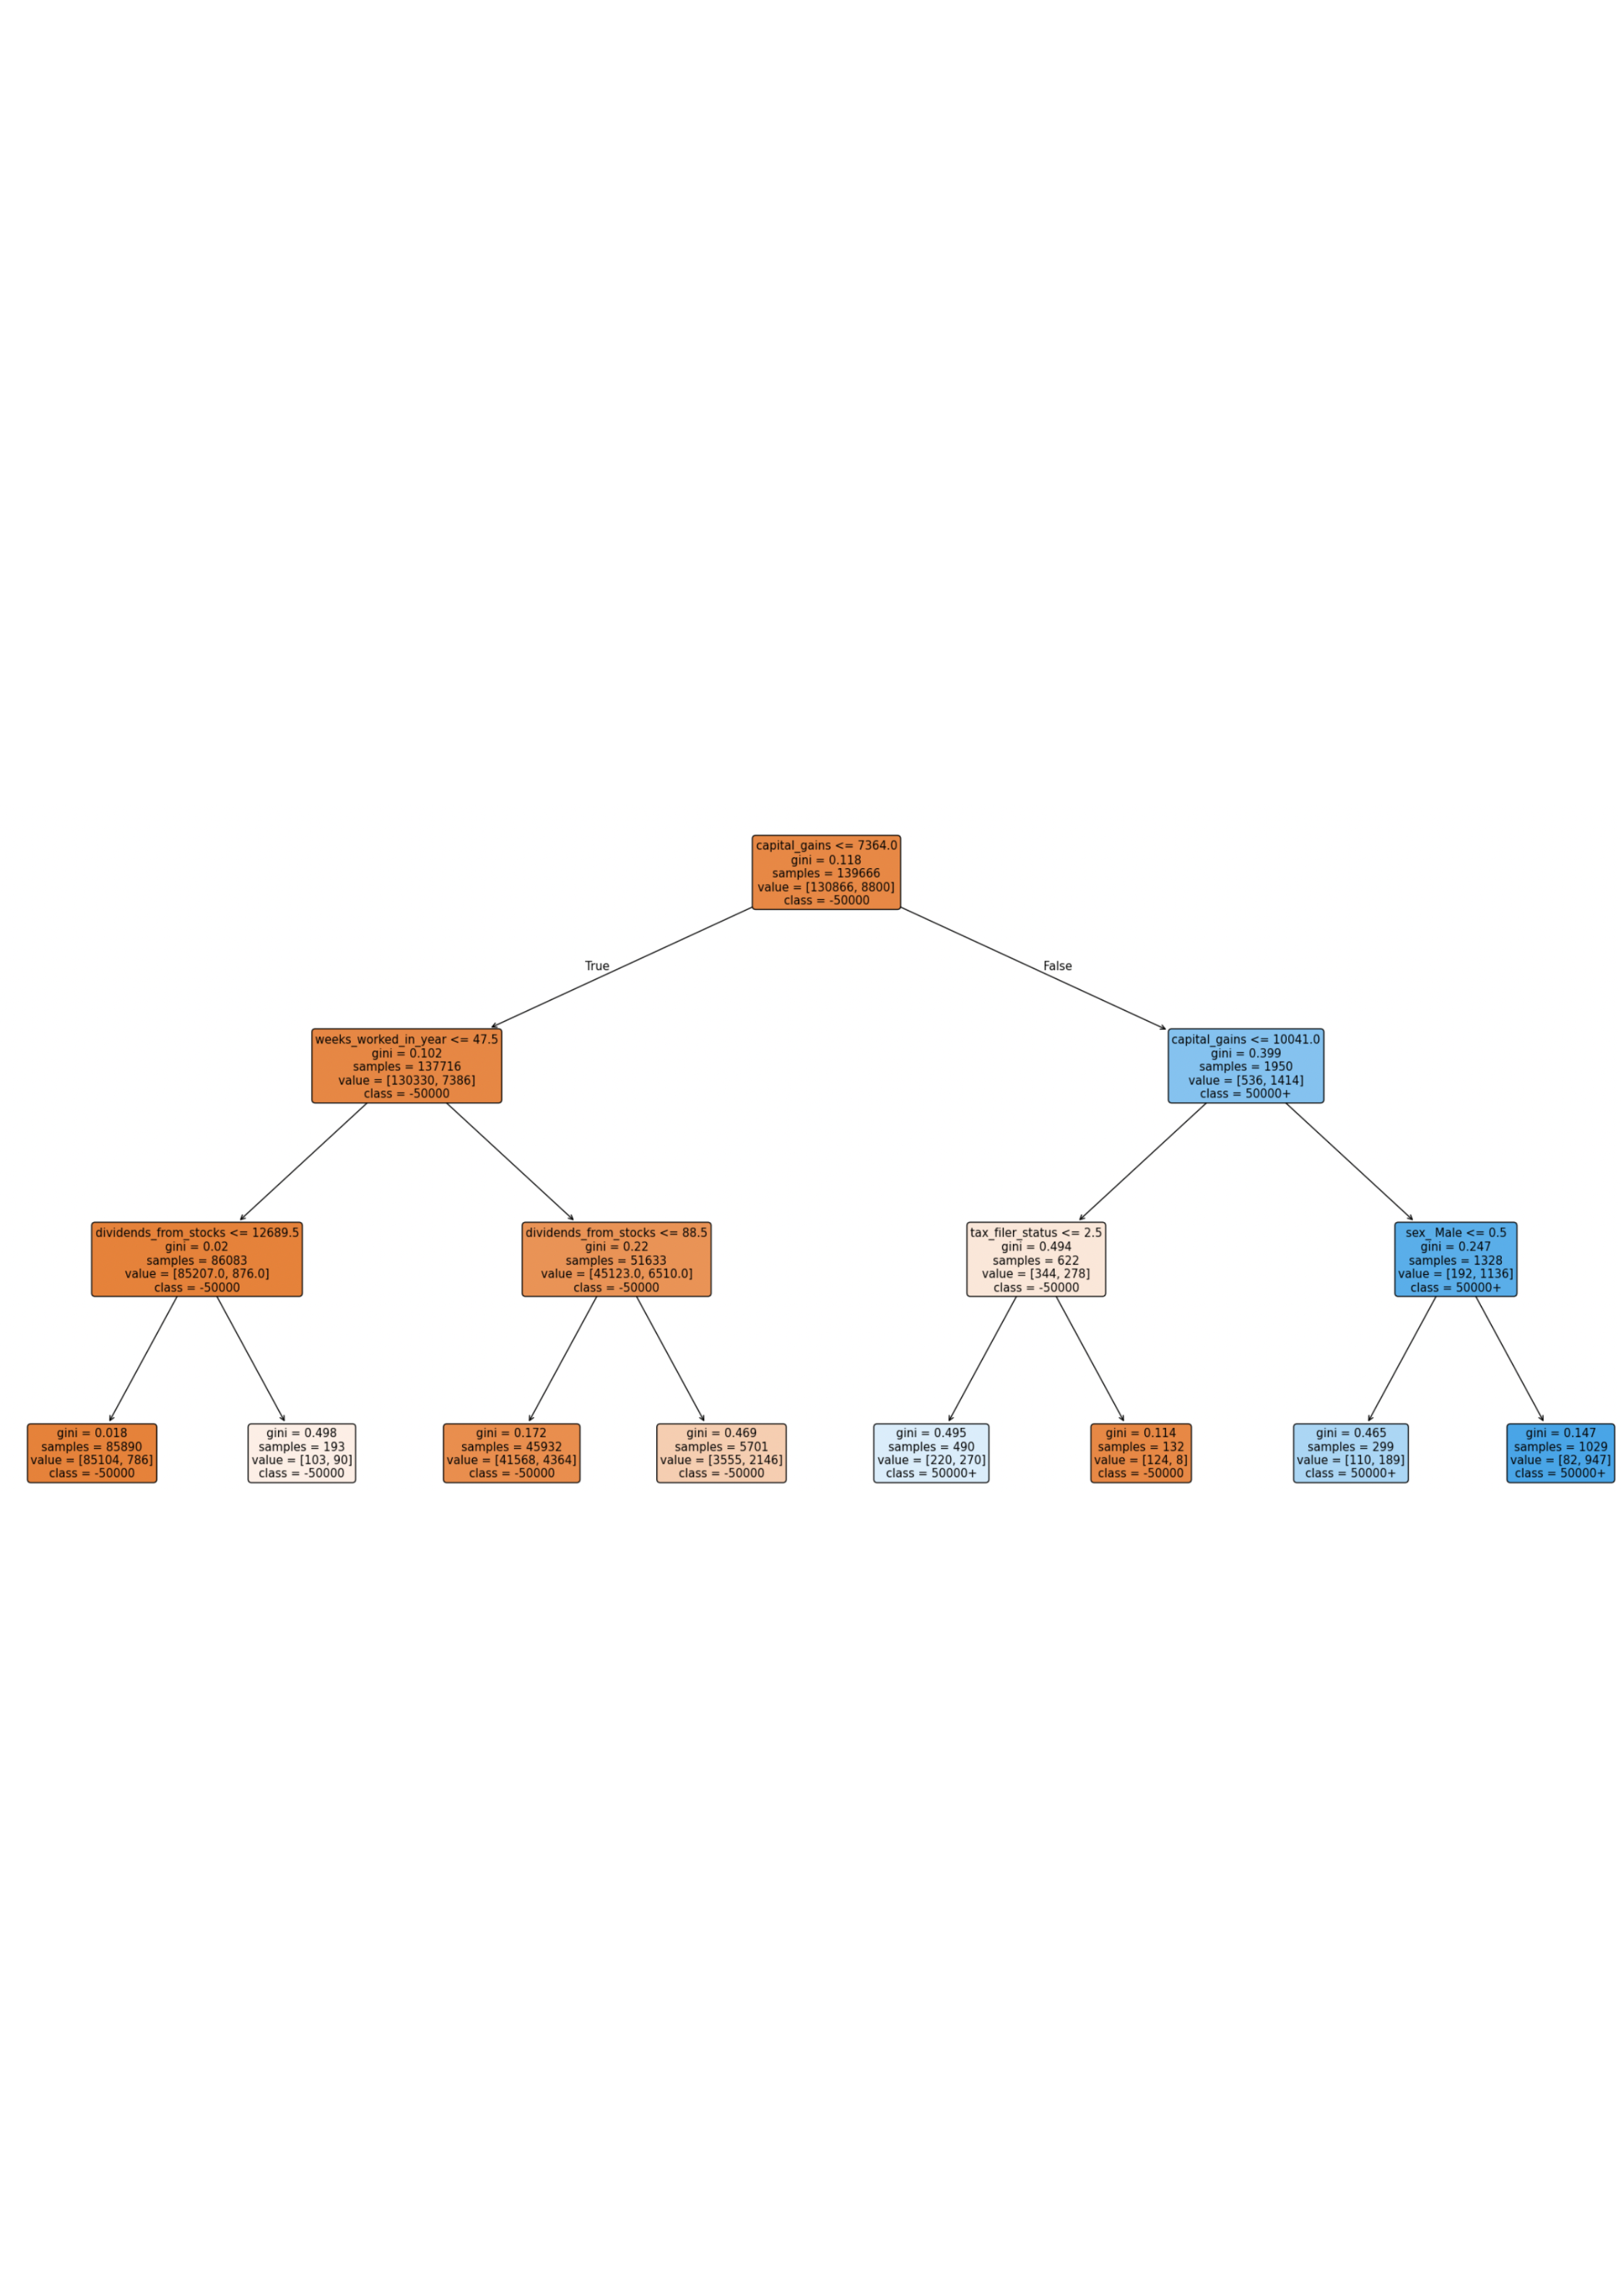 capital_gains <= 7364.0
gini = 0.118
samples = 139666
value = [130866, 8800]
class = -50000
True
False
weeks_worked_in_year <= 47.5
gini = 0.102
samples = 137716
value = [130330, 7386]
class = -50000
capital_gains <= 10041.0
gini = 0.399
samples = 1950
value = [536, 1414]
class = 50000+
dividends_from_stocks <= 12689.5
gini = 0.02
samples = 86083
value = [85207.0, 876.0]
class = -50000
dividends_from_stocks <= 88.5
gini = 0.22
samples = 51633
value = [45123.0, 6510.0]
class = -50000
tax_filer_status <= 2.5
gini = 0.494
samples = 622
value = [344, 278]
class = -50000
sex_ Male <= 0.5
gini = 0.247
samples = 1328
value = [192, 1136]
class = 50000+
gini = 0.018
samples = 85890
value = [85104, 786]
class = -50000
gini = 0.498
samples = 193
value = [103, 90]
class = -50000
gini = 0.172
samples = 45932
value = [41568, 4364]
class = -50000
gini = 0.469
samples = 5701
value = [3555, 2146]
class = -50000
gini = 0.495
samples = 490
value = [220, 270]
class = 50000+
gini = 0.114
samples = 132
value = [124, 8]
class = -50000
gini = 0.465
samples = 299
value = [110, 189]
class = 50000+
gini = 0.147
samples = 1029
value = [82, 947]
class = 50000+